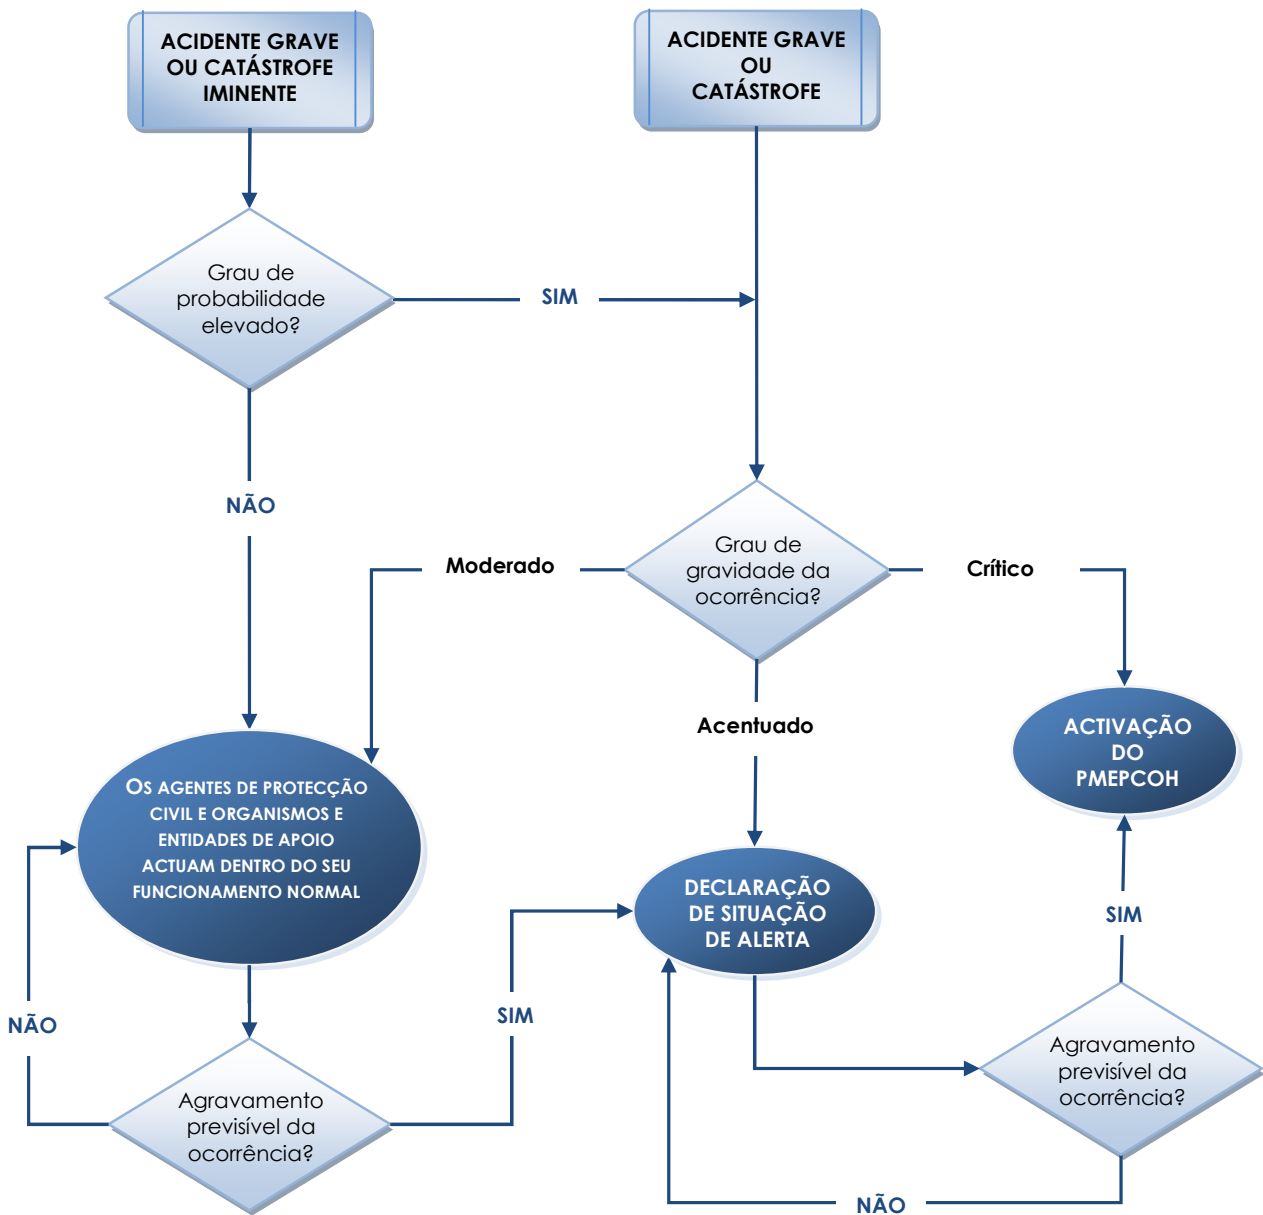 ACIDENTE GRAVE
OU CATÁSTROFE
IMINENTE
ACIDENTE GRAVE
OU
CATÁSTROFE
Grau de
probabilidade
elevado?
SIM
NÃO
Grau de
gravidade da
ocorrência?
Moderado
Crítico
Acentuado
ACTIVAÇÃO
DO
PMEPCOH
OS AGENTES DE PROTECÇÃO
CIVIL E ORGANISMOS E
ENTIDADES DE APOIO
ACTUAM DENTRO DO SEU
FUNCIONAMENTO NORMAL
DECLARAÇÃO
DE SITUAÇÃO
DE ALERTA
SIM
NÃO
SIM
Agravamento
previsível da
ocorrência?
Agravamento
previsível da
ocorrência?
NÃO